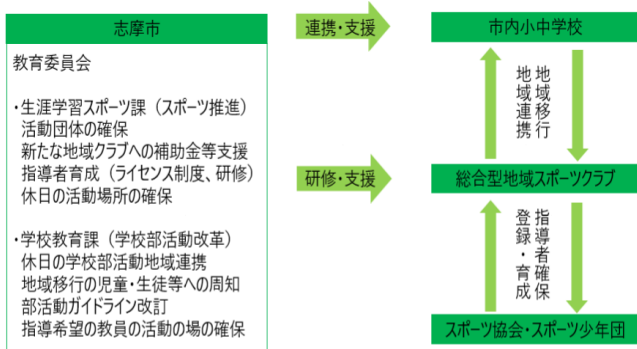 志摩市
教育委員会
・生涯学習スポーツ課（スポーツ推進）
活動団体の確保
新たな地域クラブへの補助金等支援
指導者育成（ライセンス制度、研修）
休日の活動場所の確保
・学校教育課（学校部活動改革）
休日の学校部活動地域連携
地域移行の児童・生徒等への周知
部活動ガイドライン改訂
指導希望の教員の活動の場の確保
連携・支援
研修・支援
市内小中学校
地域移行
地域連携
総合型地域スポーツクラブ
指導者確保
登録・育成
スポーツ協会・スポーツ少年団